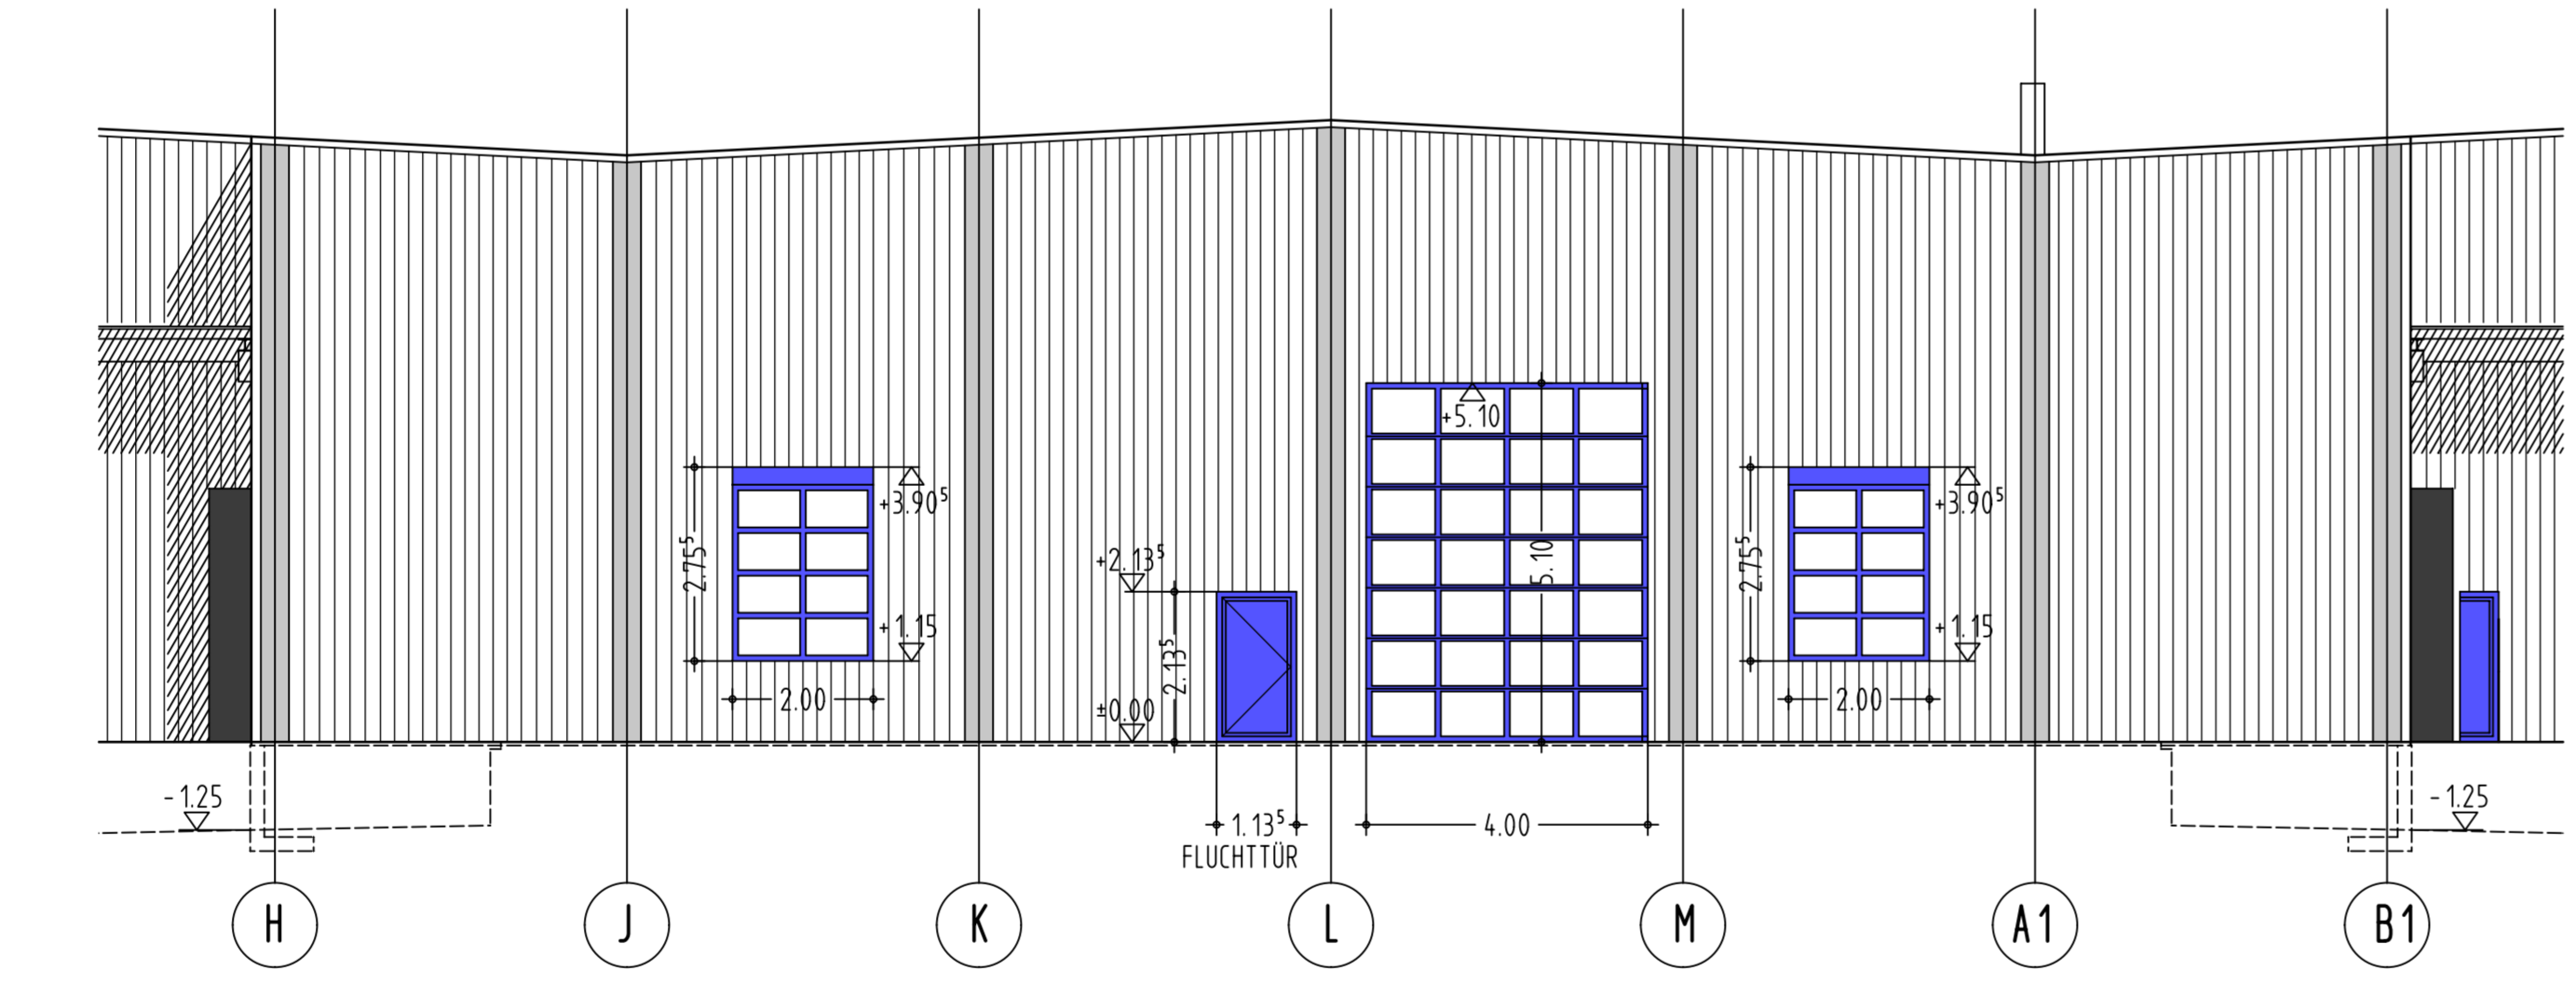 +5.10
+3.90⁵
+3.90⁵
2.75⁵
5.10
2.75⁵
+2.13⁵
+1.15
+1.15
2.13⁵
2.00
2.00
±0.00
-1.25
-1.25
1.13⁵
4.00
FLUCHTTÜR
H
J
K
L
M
A1
B1